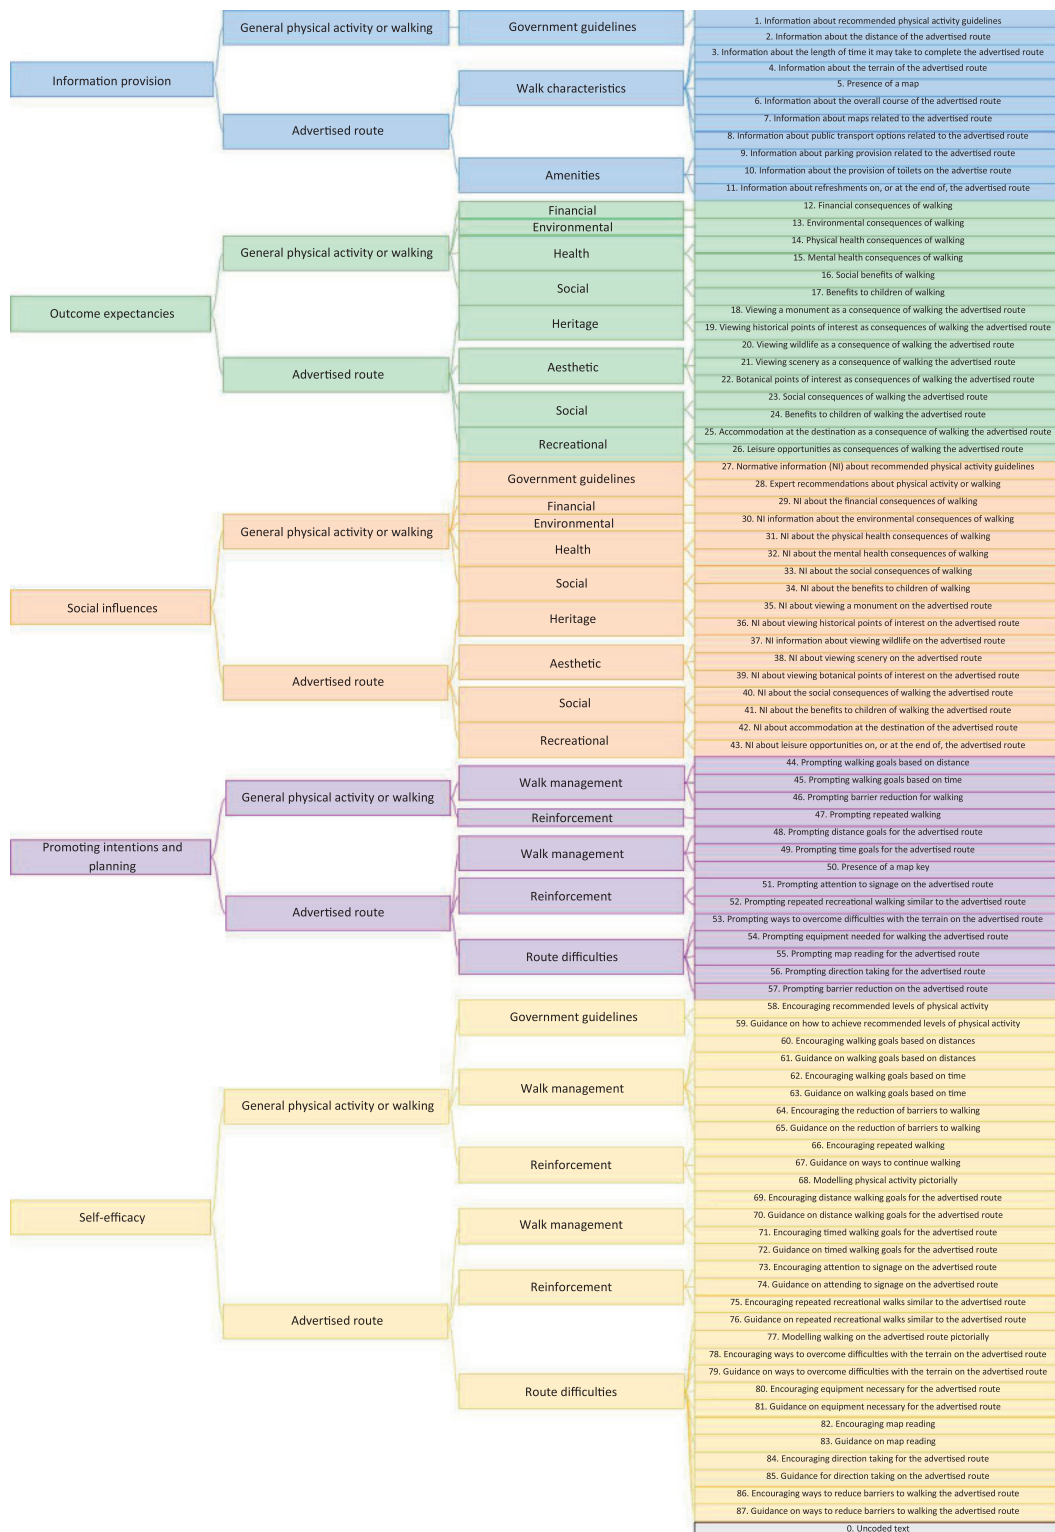 Information provision
General physical activity or walking
Government guidelines
1. Information about recommended physical activity guidelines
Advertised route
Walk characteristics
2. Information about the distance of the advertised route
3. Information about the length of time it may take to complete the advertised route
4. Information about the terrain of the advertised route
5. Presence of a map
6. Information about the overall course of the advertised route
7. Information about maps related to the advertised route
8. Information about public transport options related to the advertised route
Amenities
9. Information about parking provision related to the advertised route
10. Information about the provision of toilets on the advertise route
11. Information about refreshments on, or at the end of, the advertised route
Outcome expectancies
General physical activity or walking
Financial
12. Financial consequences of walking
Environmental
13. Environmental consequences of walking
Health
14. Physical health consequences of walking
15. Mental health consequences of walking
Social
16. Social benefits of walking
17. Benefits to children of walking
Advertised route
Heritage
18. Viewing a monument as a consequence of walking the advertised route
19. Viewing historical points of interest as consequences of walking the advertised route
Aesthetic
20. Viewing wildlife as a consequence of walking the advertised route
21. Viewing scenery as a consequence of walking the advertised route
22. Botanical points of interest as consequences of walking the advertised route
Social
23. Social consequences of walking the advertised route
24. Benefits to children of walking the advertised route
Recreational
25. Accommodation at the destination as a consequence of walking the advertised route
26. Leisure opportunities as consequences of walking the advertised route
Social influences
General physical activity or walking
Government guidelines
27. Normative information (NI) about recommended physical activity guidelines
28. Expert recommendations about physical activity or walking
Financial
29. NI about the financial consequences of walking
Environmental
30. NI information about the environmental consequences of walking
Health
31. NI about the physical health consequences of walking
32. NI about the mental health consequences of walking
Social
33. NI about the social consequences of walking
34. NI about the benefits to children of walking
Advertised route
Heritage
35. NI about viewing a monument on the advertised route
36. NI about viewing historical points of interest on the advertised route
Aesthetic
37. NI information about viewing wildlife on the advertised route
38. NI about viewing scenery on the advertised route
39. NI about viewing botanical points of interest on the advertised route
Social
40. NI about the social consequences of walking the advertised route
41. NI about the benefits to children of walking the advertised route
Recreational
42. NI about accommodation at the destination of the advertised route
43. NI about leisure opportunities on, or at the end of, the advertised route
Promoting intentions and
planning
General physical activity or walking
Walk management
44. Prompting walking goals based on distance
45. Prompting walking goals based on time
46. Prompting barrier reduction for walking
Reinforcement
47. Prompting repeated walking
Advertised route
Walk management
48. Prompting distance goals for the advertised route
49. Prompting time goals for the advertised route
50. Presence of a map key
Reinforcement
51. Prompting attention to signage on the advertised route
52. Prompting repeated recreational walking similar to the advertised route
Route difficulties
53. Prompting ways to overcome difficulties with the terrain on the advertised route
54. Prompting equipment needed for walking the advertised route
55. Prompting map reading for the advertised route
56. Prompting direction taking for the advertised route
57. Prompting barrier reduction on the advertised route
Self-efficacy
General physical activity or walking
Government guidelines
58. Encouraging recommended levels of physical activity
59. Guidance on how to achieve recommended levels of physical activity
Walk management
60. Encouraging walking goals based on distances
61. Guidance on walking goals based on distances
62. Encouraging walking goals based on time
63. Guidance on walking goals based on time
64. Encouraging the reduction of barriers to walking
65. Guidance on the reduction of barriers to walking
Reinforcement
66. Encouraging repeated walking
67. Guidance on ways to continue walking
68. Modelling physical activity pictorially
Advertised route
Walk management
69. Encouraging distance walking goals for the advertised route
70. Guidance on distance walking goals for the advertised route
71. Encouraging timed walking goals for the advertised route
72. Guidance on timed walking goals for the advertised route
Reinforcement
73. Encouraging attention to signage on the advertised route
74. Guidance on attending to signage on the advertised route
75. Encouraging repeated recreational walks similar to the advertised route
76. Guidance on repeated recreational walks similar to the advertised route
77. Modelling walking on the advertised route pictorially
Route difficulties
78. Encouraging ways to overcome difficulties with the terrain on the advertised route
79. Guidance on ways to overcome difficulties with the terrain on the advertised route
80. Encouraging equipment necessary for the advertised route
81. Guidance on equipment necessary for the advertised route
82. Encouraging map reading
83. Guidance on map reading
84. Encouraging direction taking for the advertised route
85. Guidance for direction taking on the advertised route
86. Encouraging ways to reduce barriers to walking the advertised route
87. Guidance on ways to reduce barriers to walking the advertised route
0. Uncoded text